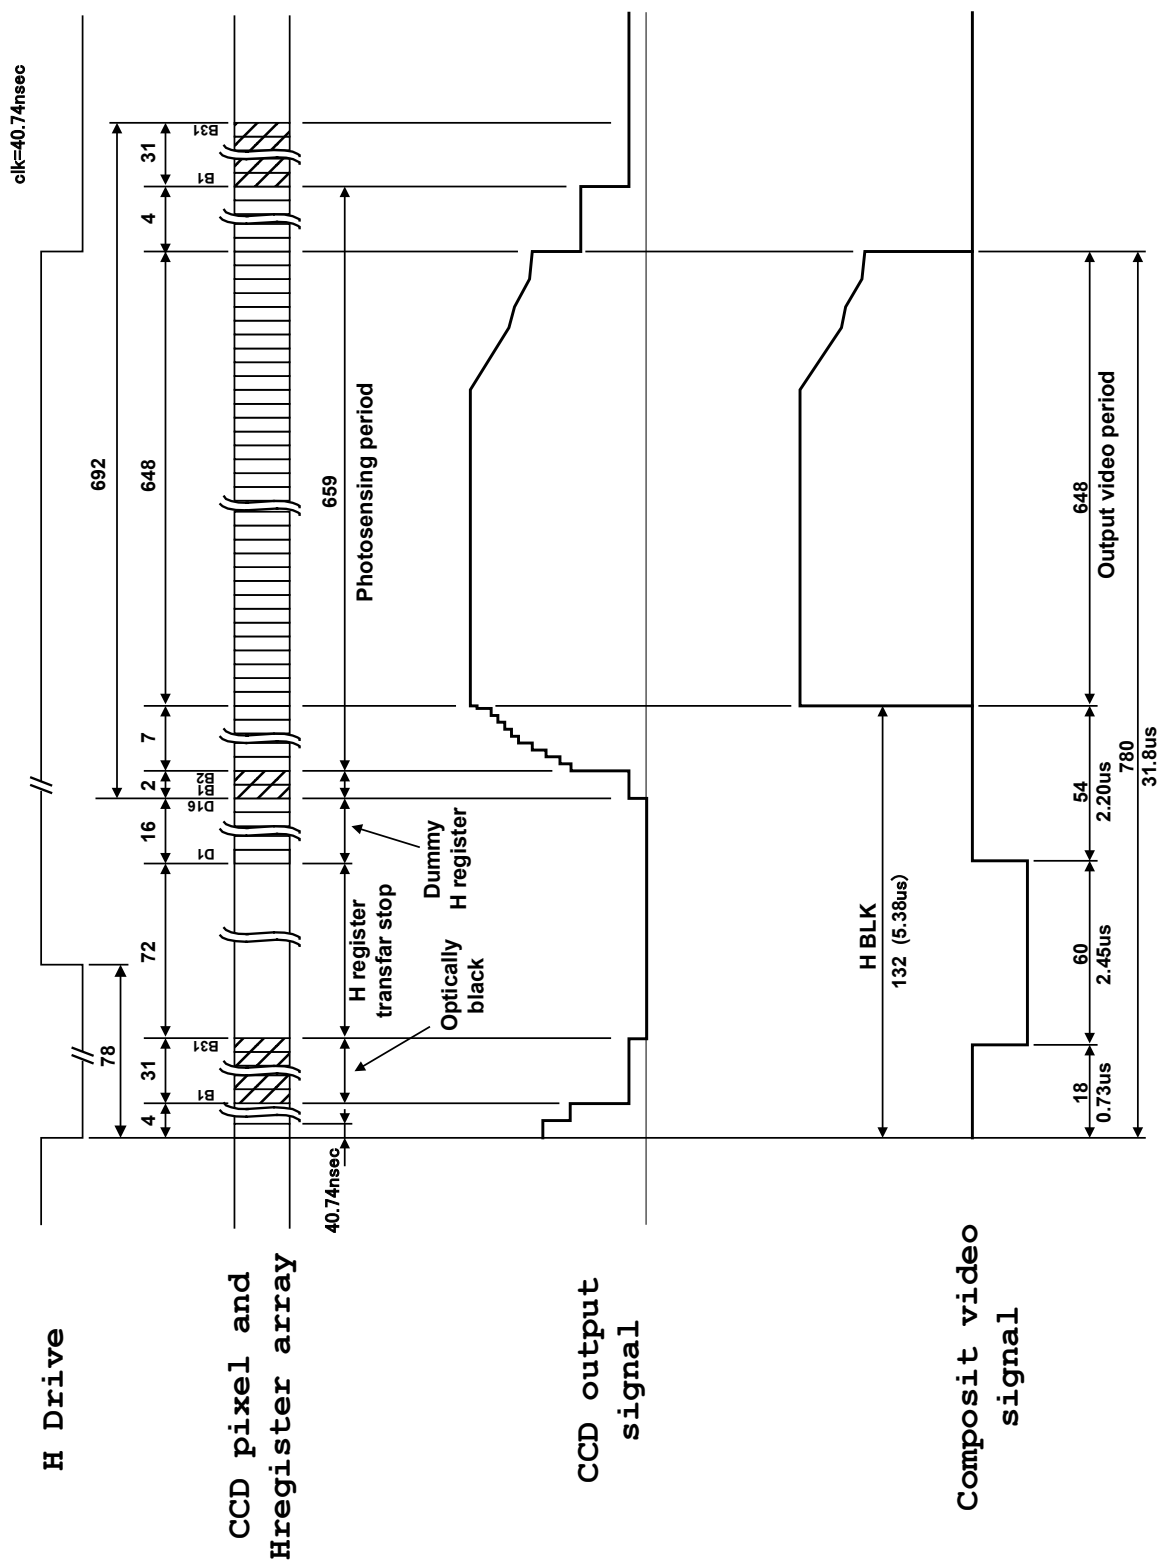 clk=40.74nsec
H Drive
78
692
4
31
72
16
2
7
648
4
31
CCD pixel and
Hregister array
B1
B31
D1
D16
B1
B2
B1
B31
40.74nsec
Optically
black
H register
transfar stop
Dummy
H register
659
Photosensing period
CCD output
signal
H BLK
132 (5.38us)
Composit video
signal
18
0.73us
60
2.45us
54
2.20us
648
Output video period
780
31.8us